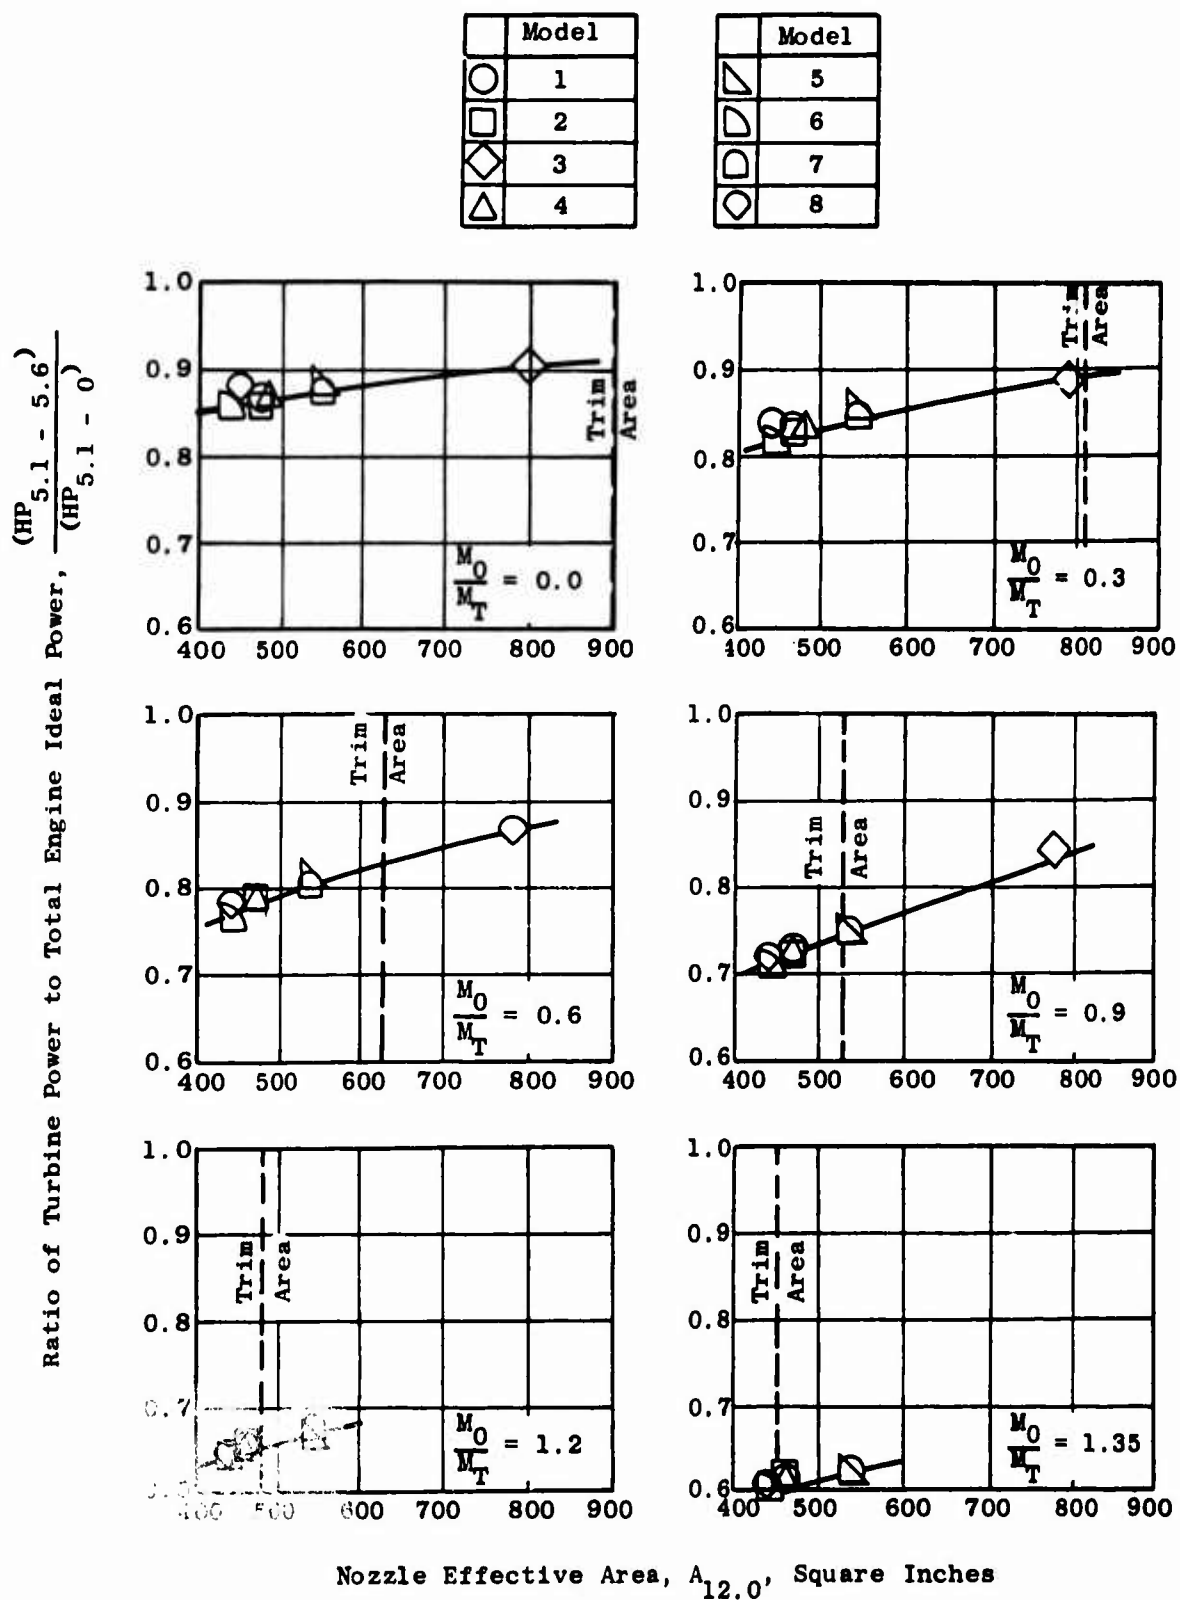 Model Model
1 5
2 6
3 7
4 8
Ratio of Turbine Power to Total Engine Ideal Power, (HP5.1 - 5.6) / (HP5.1 - 0)
1.0
0.9
0.8
0.7
0.6
400 500 600 700 800 900
Trim Area
M0/MT = 0.0
1.0
0.9
0.8
0.7
0.6
400 500 600 700 800 900
Trim Area
M0/MT = 0.3
1.0
0.9
0.8
0.7
0.6
400 500 600 700 800 900
Trim Area
M0/MT = 0.6
1.0
0.9
0.8
0.7
0.6
400 500 600 700 800 900
Trim Area
M0/MT = 0.9
1.0
0.9
0.8
0.7
400 500 600 700 800 900
Trim Area
M0/MT = 1.2
1.0
0.9
0.8
0.7
0.6
400 500 600 700 800 900
Trim Area
M0/MT = 1.35
Nozzle Effective Area, A12.0, Square Inches